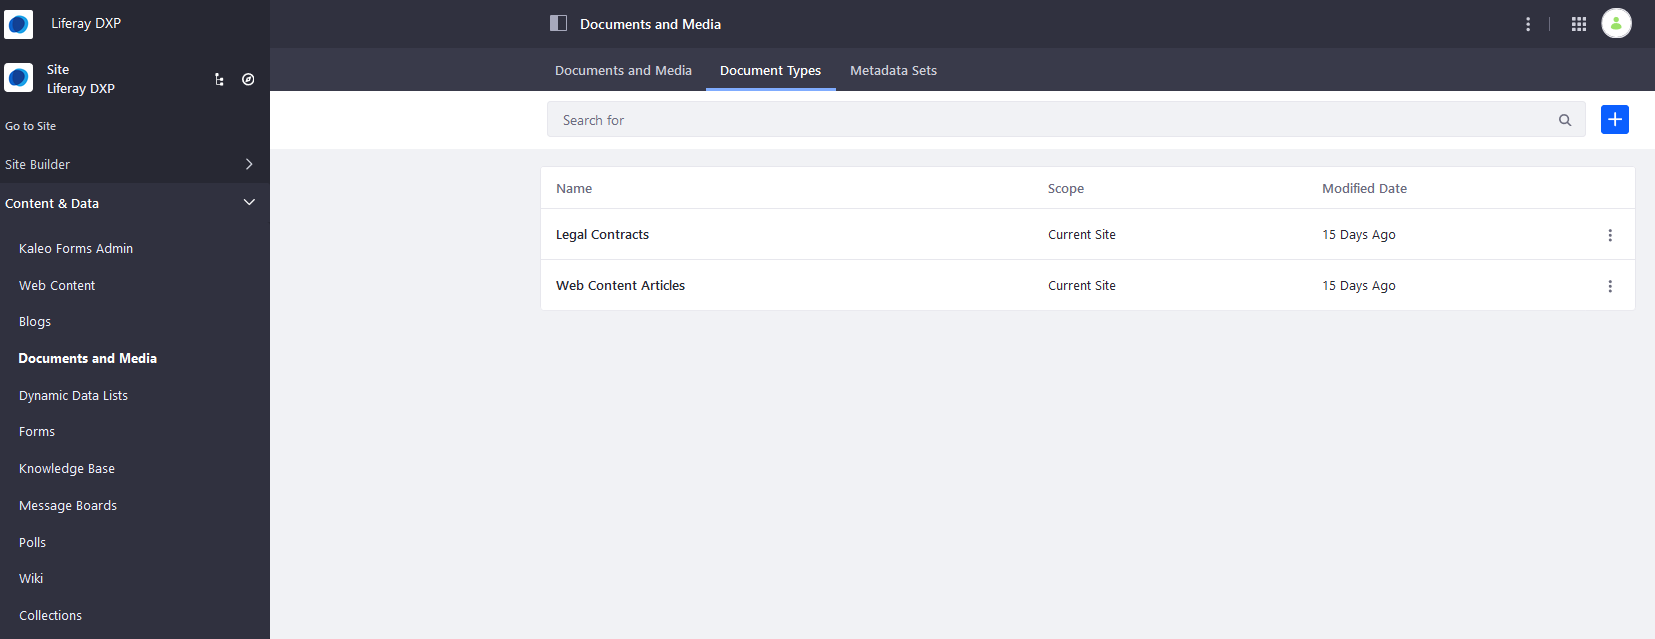 Liferay DXP
Documents and Media
Site
Liferay DXP
Documents and Media Document Types Metadata Sets
Search for
Go to Site
Site Builder
Content & Data
Kaleo Forms Admin
Web Content
Blogs
Documents and Media
Dynamic Data Lists
Forms
Knowledge Base
Message Boards
Polls
Wiki
Collections
Name Scope Modified Date
Legal Contracts Current Site 15 Days Ago
Web Content Articles Current Site 15 Days Ago